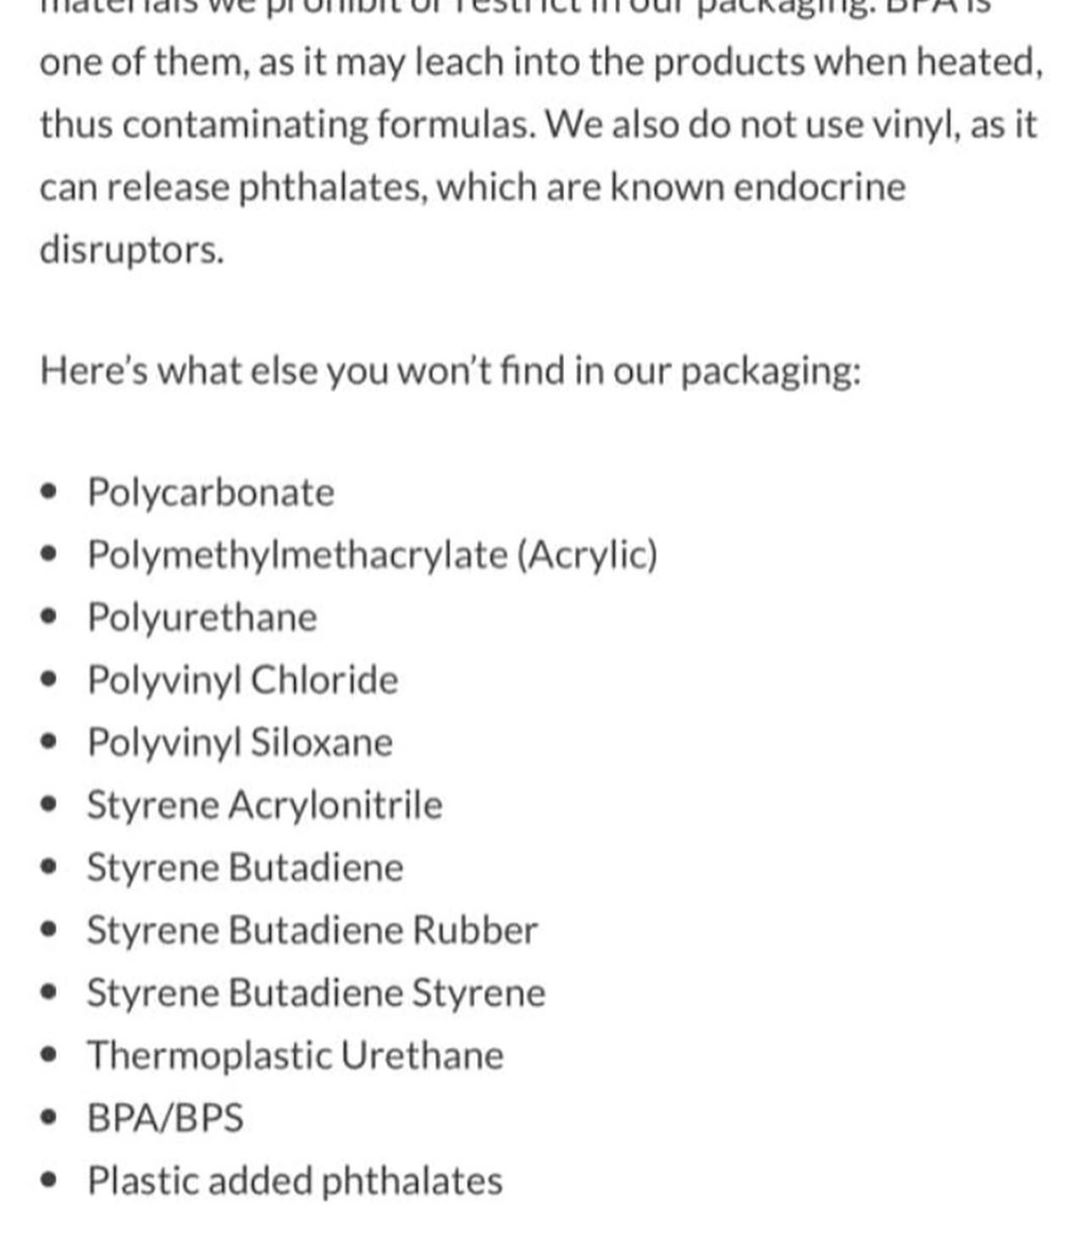 materials we prohibit or restrict in our packaging. BPA is
one of them, as it may leach into the products when heated,
thus contaminating formulas. We also do not use vinyl, as it
can release phthalates, which are known endocrine
disruptors.
Here’s what else you won’t find in our packaging:
• Polycarbonate
• Polymethylmethacrylate (Acrylic)
• Polyurethane
• Polyvinyl Chloride
• Polyvinyl Siloxane
• Styrene Acrylonitrile
• Styrene Butadiene
• Styrene Butadiene Rubber
• Styrene Butadiene Styrene
• Thermoplastic Urethane
• BPA/BPS
• Plastic added phthalates